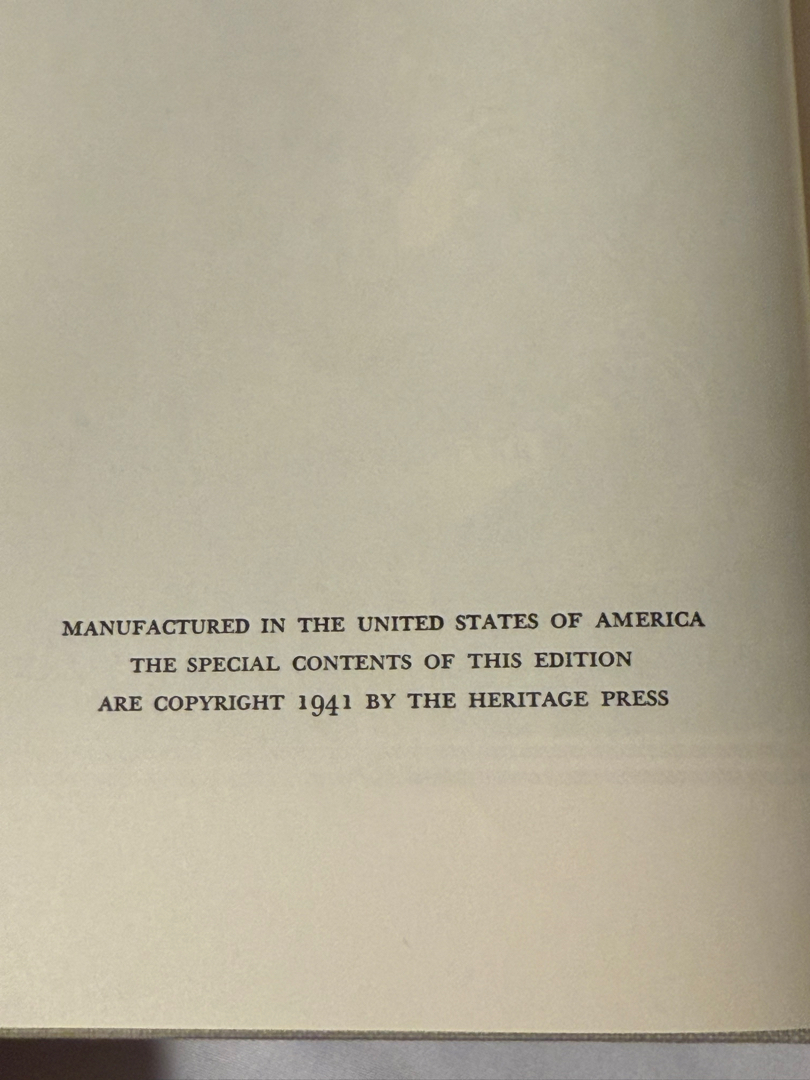 MANUFACTURED IN THE UNITED STATES OF AMERICA
THE SPECIAL CONTENTS OF THIS EDITION
ARE COPYRIGHT 1941 BY THE HERITAGE PRESS